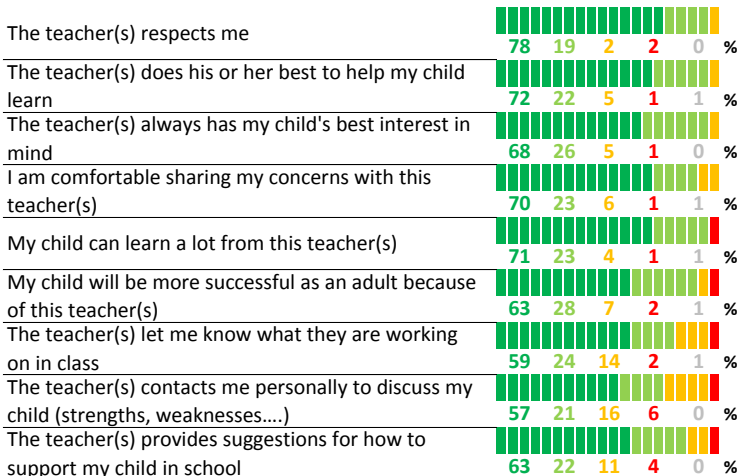 The teacher(s) respects me
78 19 2 2 0 %
The teacher(s) does his or her best to help my child
learn
72 22 5 1 1 %
The teacher(s) always has my child's best interest in
mind
68 26 5 1 0 %
I am comfortable sharing my concerns with this
teacher(s)
70 23 6 1 1 %
My child can learn a lot from this teacher(s)
71 23 4 1 1 %
My child will be more successful as an adult because
of this teacher(s)
63 28 7 2 1 %
The teacher(s) let me know what they are working
on in class
59 24 14 2 1 %
The teacher(s) contacts me personally to discuss my
child (strengths, weaknesses....)
57 21 16 6 0 %
The teacher(s) provides suggestions for how to
support my child in school
63 22 11 4 0 %